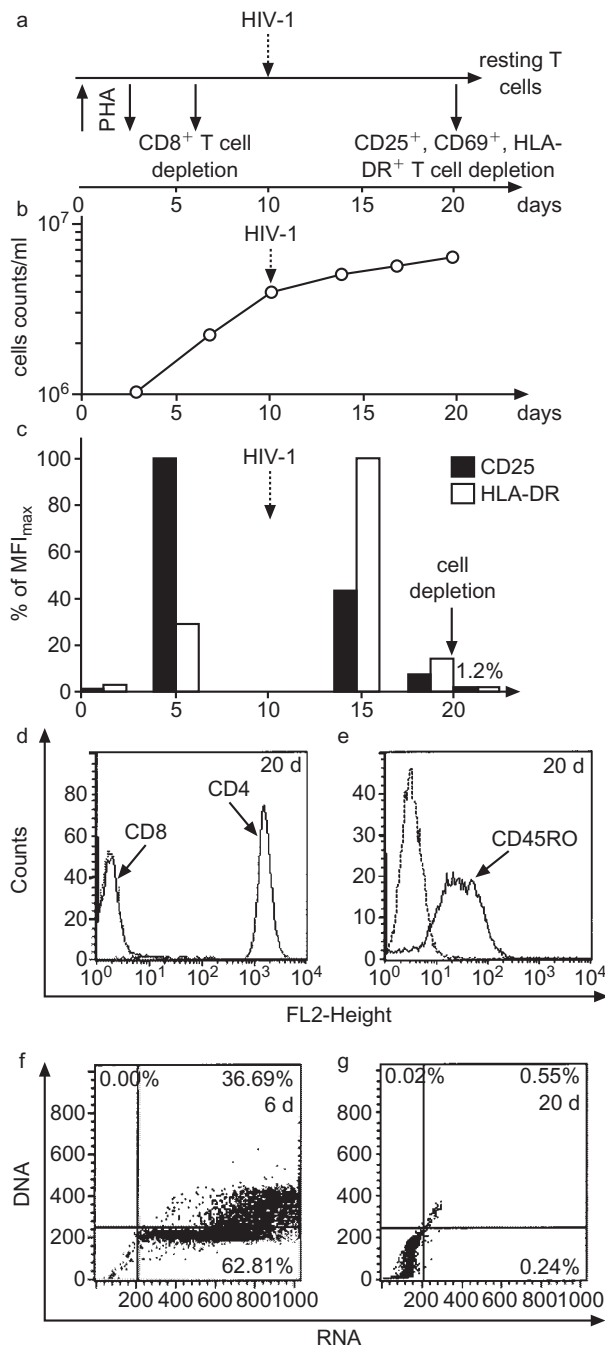 a
HIV-1
resting T
cells
PHA
CD8+ T cell
depletion
CD25+, CD69+, HLA-
DR+ T cell depletion
0 5 10 15 20 days
b
10^7
HIV-1
cells counts/ml
10^6
0 5 10 15 20 days
c
HIV-1
CD25
HLA-DR
100
80
60
40
20
0
% of MFImax
cell
depletion
1.2%
0 5 10 15 20 days
d
20 d
CD4
CD8
80
60
40
20
0
Counts
10^0 10^1 10^2 10^3 10^4
e
20 d
CD45RO
40
30
20
10
0
10^0 10^1 10^2 10^3 10^4
FL2-Height
f
0.00% 36.69%
6 d
800
600
400
200
0
DNA
62.81%
200 400 600 800 1000
g
0.02% 0.55%
20 d
800
600
400
200
0
0.24%
200 400 600 800 1000
RNA